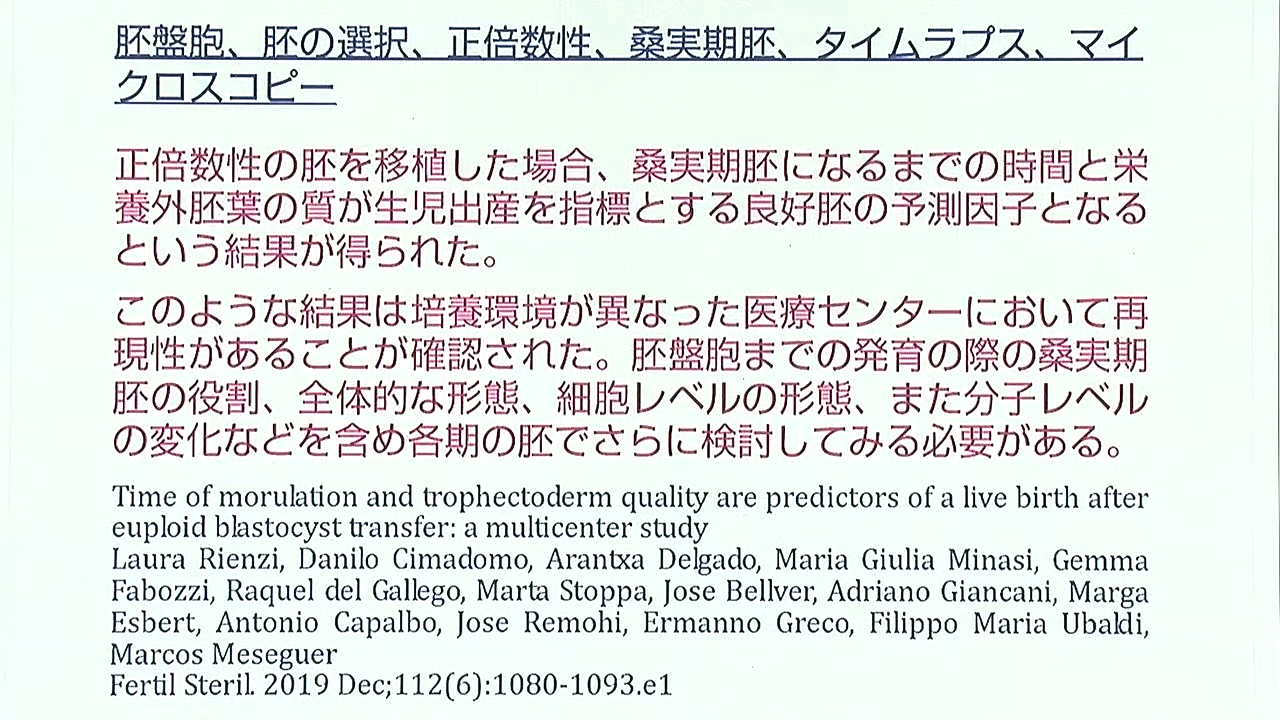 胚盤胞、胚の選択、正倍数性、桑実期胚、タイムラプス、マイ
クロスコピー
正倍数性の胚を移植した場合、桑実期胚になるまでの時間と栄
養外胚葉の質が生児出産を指標とする良好胚の予測因子となる
という結果が得られた。
このような結果は培養環境が異なった医療センターにおいて再
現性があることが確認された。胚盤胞までの発育の際の桑実期
胚の役割、全体的な形態、細胞レベルの形態、また分子レベル
の変化などを含め各期の胚でさらに検討してみる必要がある。
Time of morulation and trophectoderm quality are predictors of a live birth after
euploid blastocyst transfer: a multicenter study
Laura Rienzi, Danilo Cimadomo, Arantxa Delgado, Maria Giulia Minasi, Gemma
Fabozzi, Raquel del Gallego, Marta Stoppa, Jose Bellver, Adriano Giancani, Marga
Esbert, Antonio Capalbo, Jose Remohi, Ermanno Greco, Filippo Maria Ubaldi,
Marcos Meseguer
Fertil Steril. 2019 Dec;112(6):1080-1093.e1